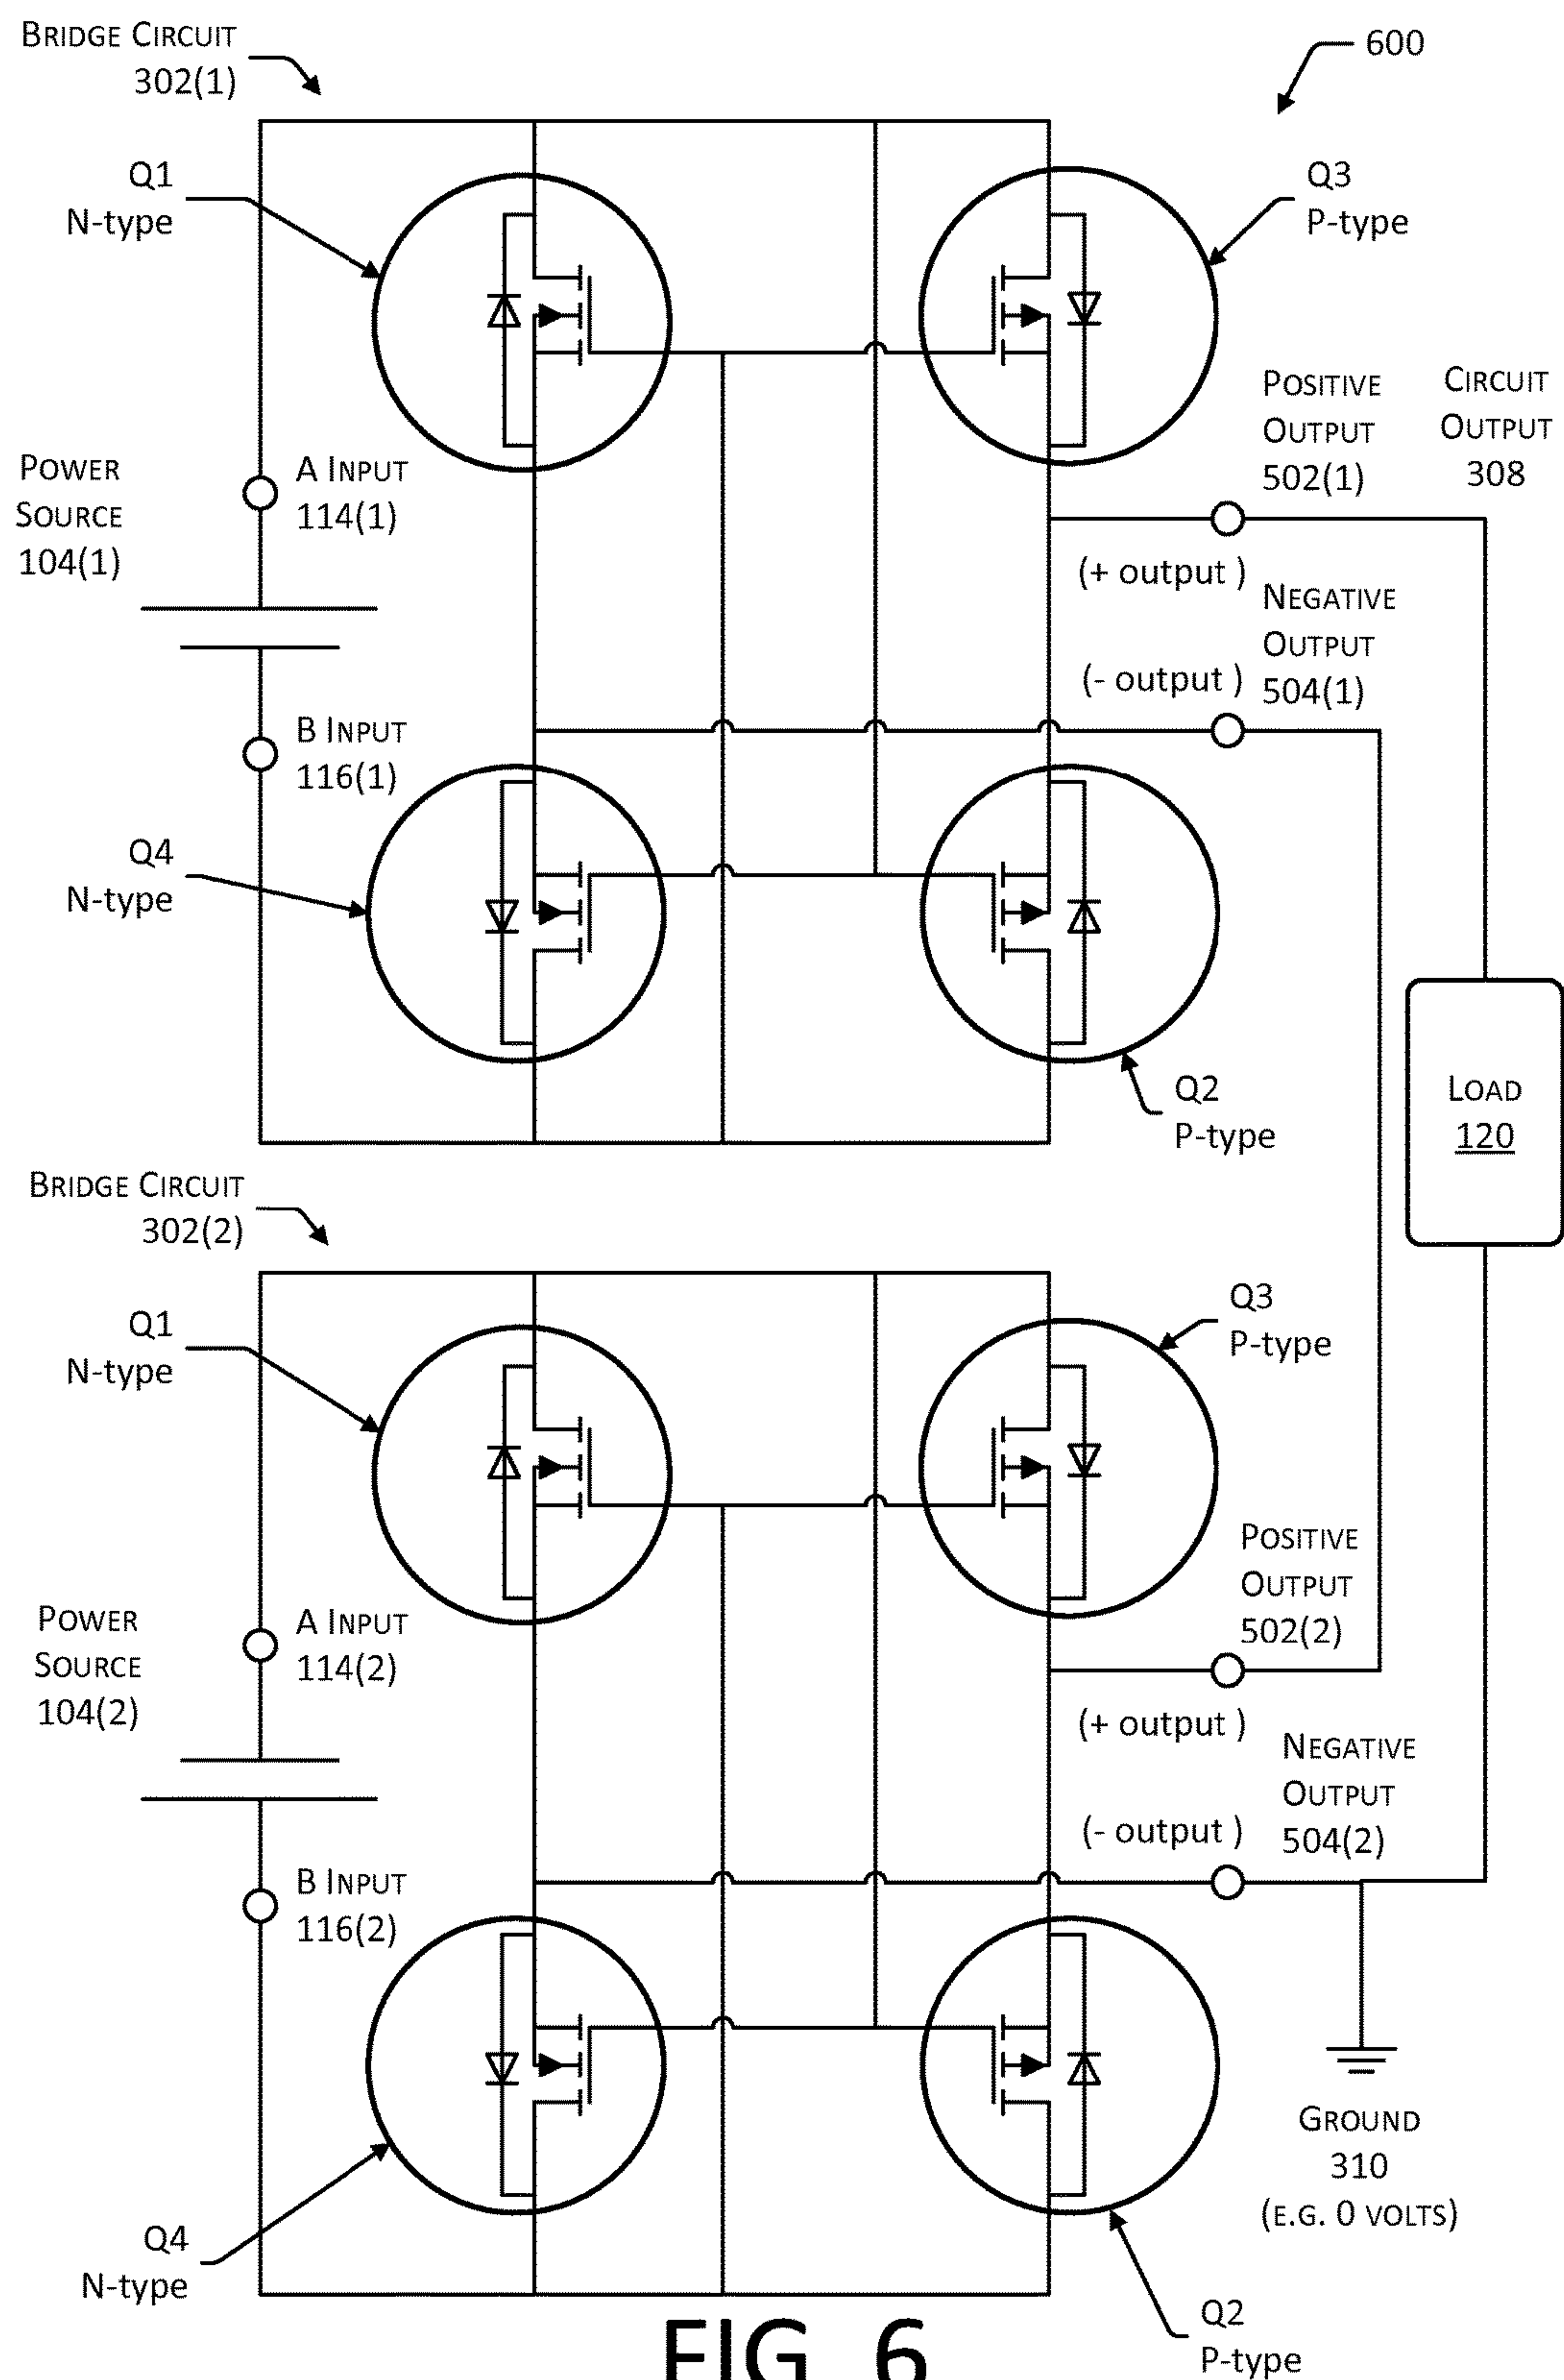 BRIDGE CIRCUIT
302(1)
600
Q1
N-type
Q3
P-type
POSITIVE
OUTPUT
502(1)
CIRCUIT
OUTPUT
308
POWER
SOURCE
104(1)
A INPUT
114(1)
(+ output )
NEGATIVE
OUTPUT
504(1)
(- output )
B INPUT
116(1)
Q4
N-type
Q2
P-type
LOAD
120
BRIDGE CIRCUIT
302(2)
Q1
N-type
Q3
P-type
POSITIVE
OUTPUT
502(2)
POWER
SOURCE
104(2)
A INPUT
114(2)
(+ output )
NEGATIVE
OUTPUT
504(2)
(- output )
B INPUT
116(2)
GROUND
310
(E.G. 0 VOLTS)
Q4
N-type
Q2
P-type
FIG. 6